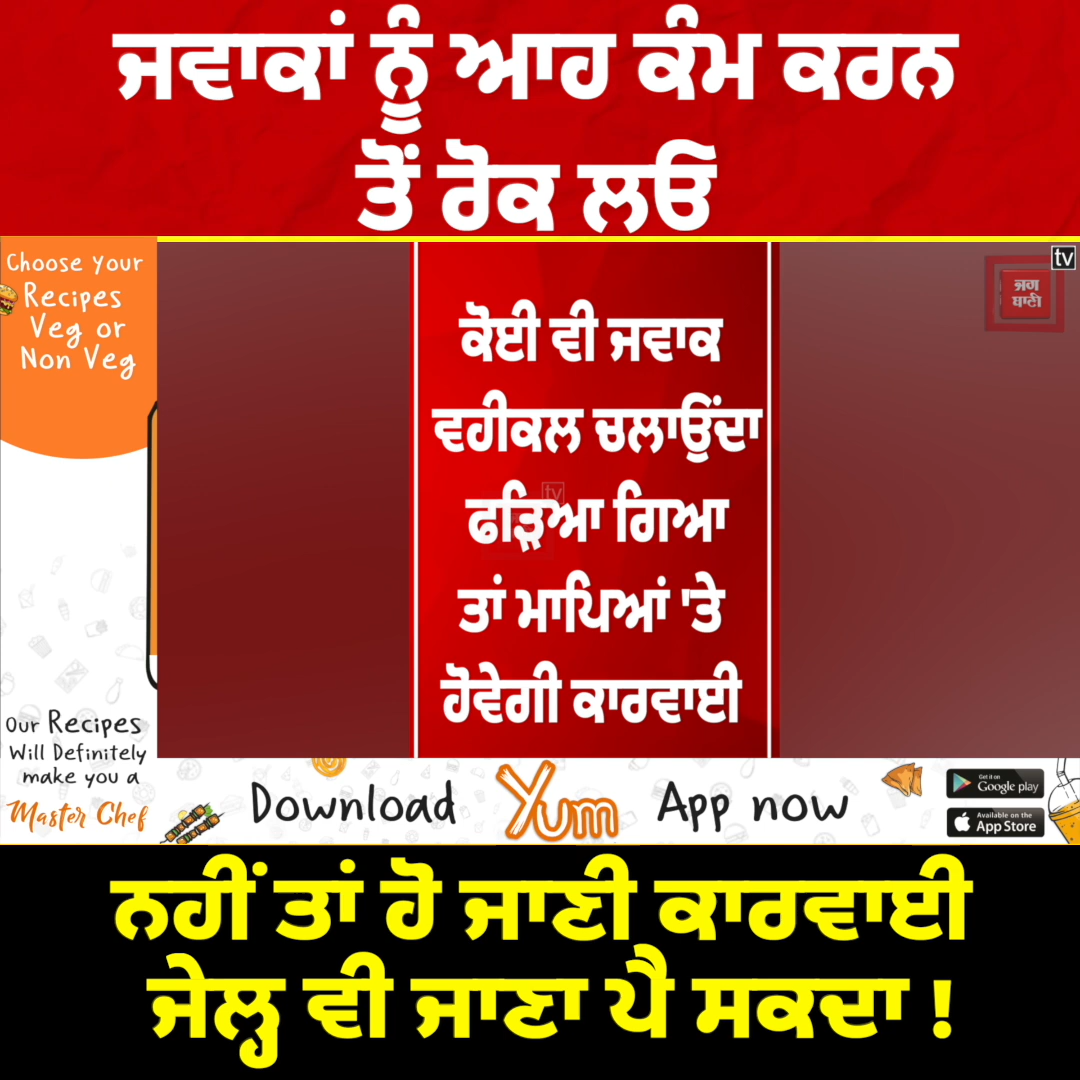 ਜਵਾਕਾਂ ਨੂੰ ਆਹ ਕੰਮ ਕਰਨ
ਤੋਂ ਰੋਕ ਲਓ
Choose your
Recipes
Veg or
Non Veg
tv
ਜਗ
ਬਾਣੀ
ਕੋਈ ਵੀ ਜਵਾਕ
ਵਹੀਕਲ ਚਲਾਉਂਦਾ
tv
ਫੜ੍ਹਿਆ ਗਿਆ
ਤਾਂ ਮਾਪਿਆਂ 'ਤੇ
ਹੋਵੇਗੀ ਕਾਰਵਾਈ
Our Recipes
Will Definitely
make you a
Master Chef
Download Yum App now
Get it on
Google play
Available on the
App Store
ਨਹੀਂ ਤਾਂ ਹੋ ਜਾਣੀ ਕਾਰਵਾਈ
ਜੇਲ੍ਹ ਵੀ ਜਾਣਾ ਪੈ ਸਕਦਾ !